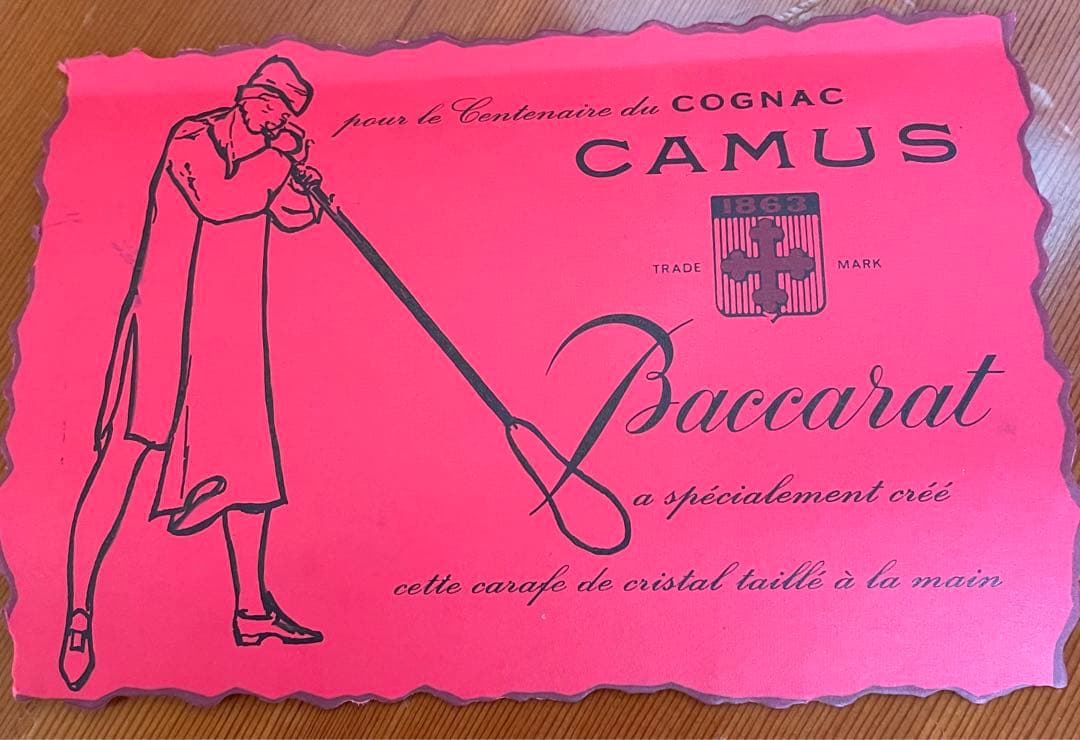 pour le Centenaire du COGNAC
CAMUS
1863
TRADE MARK
Baccarat
a spécialement créé
cette carafe de cristal taillé à la main